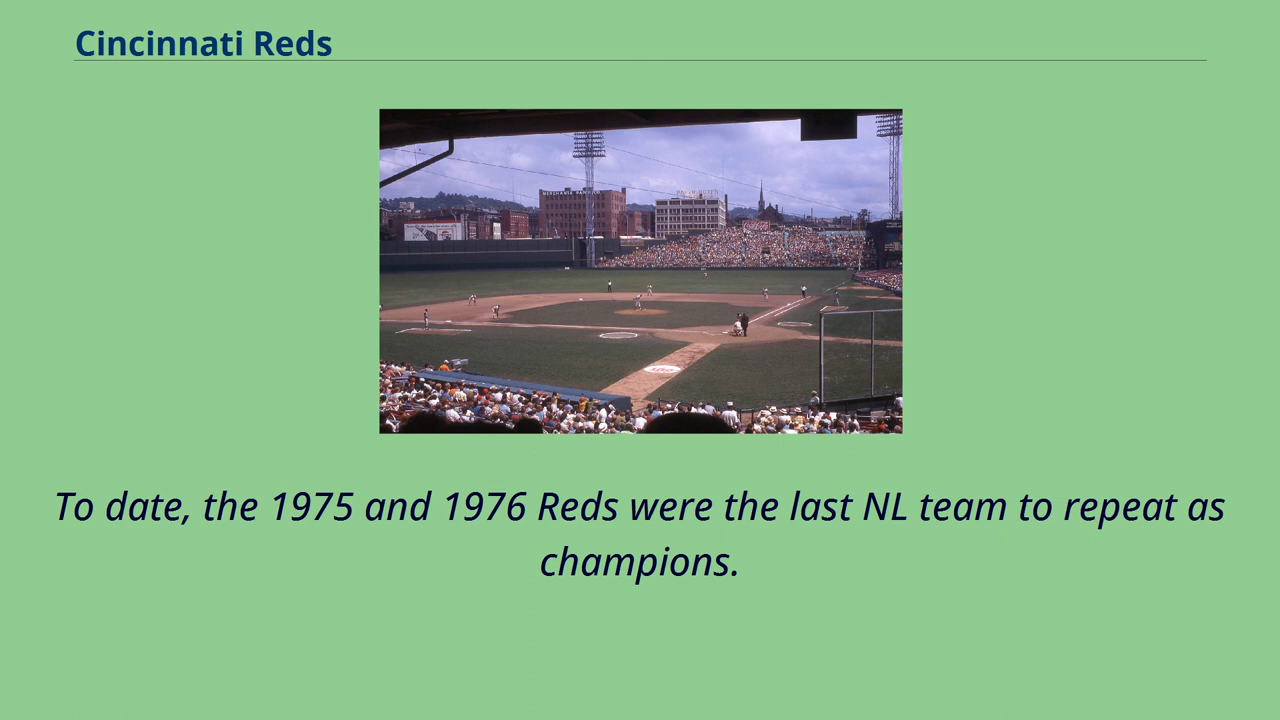 Cincinnati Reds
To date, the 1975 and 1976 Reds were the last NL team to repeat as
champions.